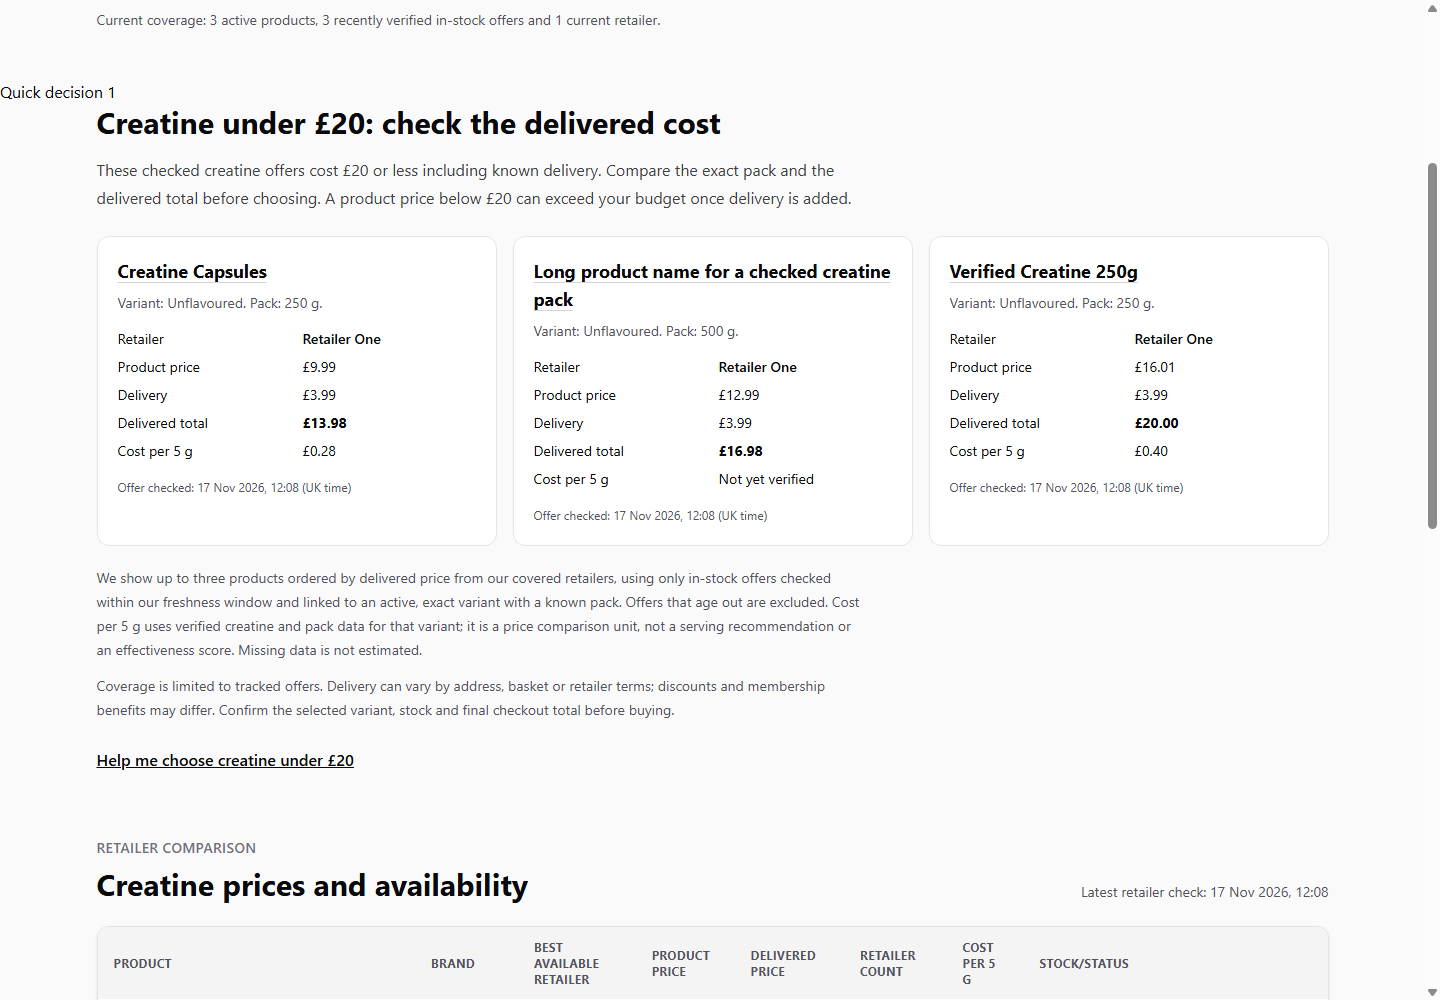 Current coverage: 3 active products, 3 recently verified in-stock offers and 1 current retailer.
Quick decision 1
Creatine under £20: check the delivered cost
These checked creatine offers cost £20 or less including known delivery. Compare the exact pack and the
delivered total before choosing. A product price below £20 can exceed your budget once delivery is added.
Creatine Capsules
Variant: Unflavoured. Pack: 250 g.
Retailer Retailer One
Product price £9.99
Delivery £3.99
Delivered total £13.98
Cost per 5 g £0.28
Offer checked: 17 Nov 2026, 12:08 (UK time)
Long product name for a checked creatine
pack
Variant: Unflavoured. Pack: 500 g.
Retailer Retailer One
Product price £12.99
Delivery £3.99
Delivered total £16.98
Cost per 5 g Not yet verified
Offer checked: 17 Nov 2026, 12:08 (UK time)
Verified Creatine 250g
Variant: Unflavoured. Pack: 250 g.
Retailer Retailer One
Product price £16.01
Delivery £3.99
Delivered total £20.00
Cost per 5 g £0.40
Offer checked: 17 Nov 2026, 12:08 (UK time)
We show up to three products ordered by delivered price from our covered retailers, using only in-stock offers checked
within our freshness window and linked to an active, exact variant with a known pack. Offers that age out are excluded. Cost
per 5 g uses verified creatine and pack data for that variant; it is a price comparison unit, not a serving recommendation or
an effectiveness score. Missing data is not estimated.
Coverage is limited to tracked offers. Delivery can vary by address, basket or retailer terms; discounts and membership
benefits may differ. Confirm the selected variant, stock and final checkout total before buying.
Help me choose creatine under £20
RETAILER COMPARISON
Creatine prices and availability
Latest retailer check: 17 Nov 2026, 12:08
PRODUCT
BRAND
BEST
AVAILABLE
RETAILER
PRODUCT
PRICE
DELIVERED
PRICE
RETAILER
COUNT
COST
PER 5
G
STOCK/STATUS